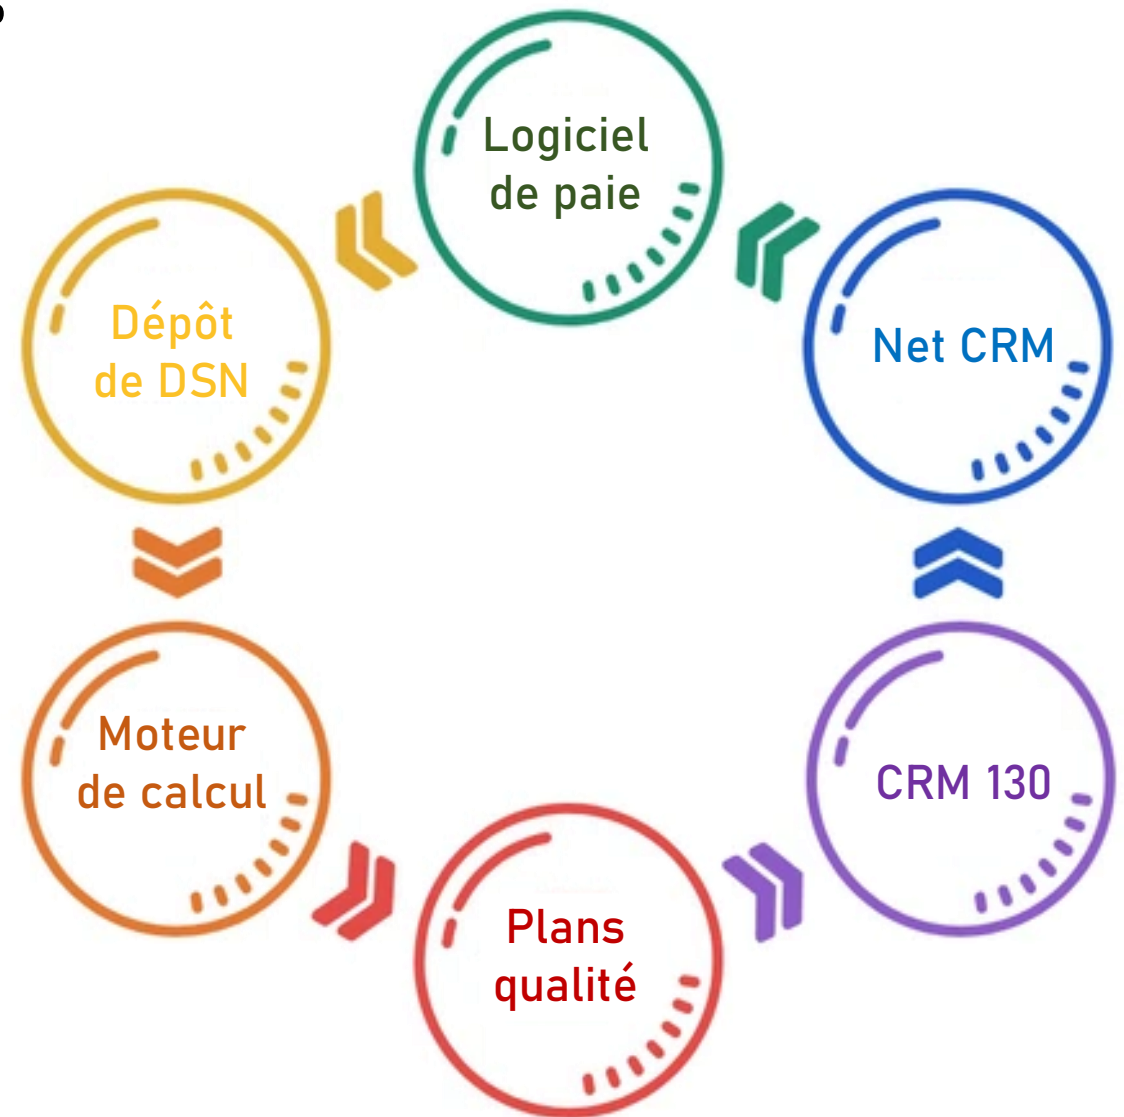 Logiciel
de paie
Dépôt
de DSN
Net CRM
Moteur
de calcul
CRM 130
Plans
qualité